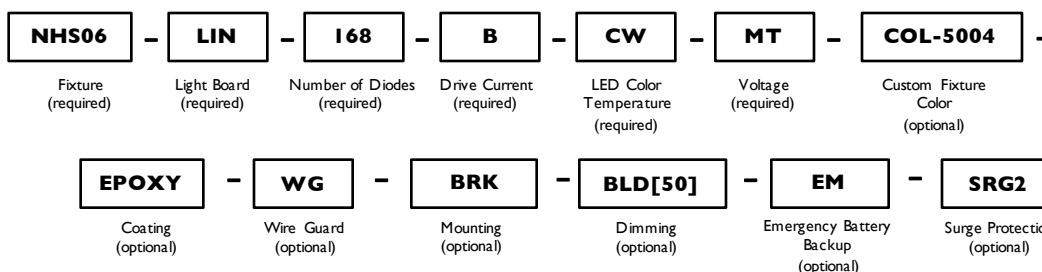 NHS06 – LIN – 168 – B – CW – MT – COL-5004 –
Fixture (required) Light Board (required) Number of Diodes (required) Drive Current (required) LED Color Temperature (required) Voltage (required) Custom Fixture Color (optional)
EPOXY – WG – BRK – BLD[50] – EM – SRG2
Coating (optional) Wire Guard (optional) Mounting (optional) Dimming (optional) Emergency Battery Backup (optional) Surge Protectio (optional)